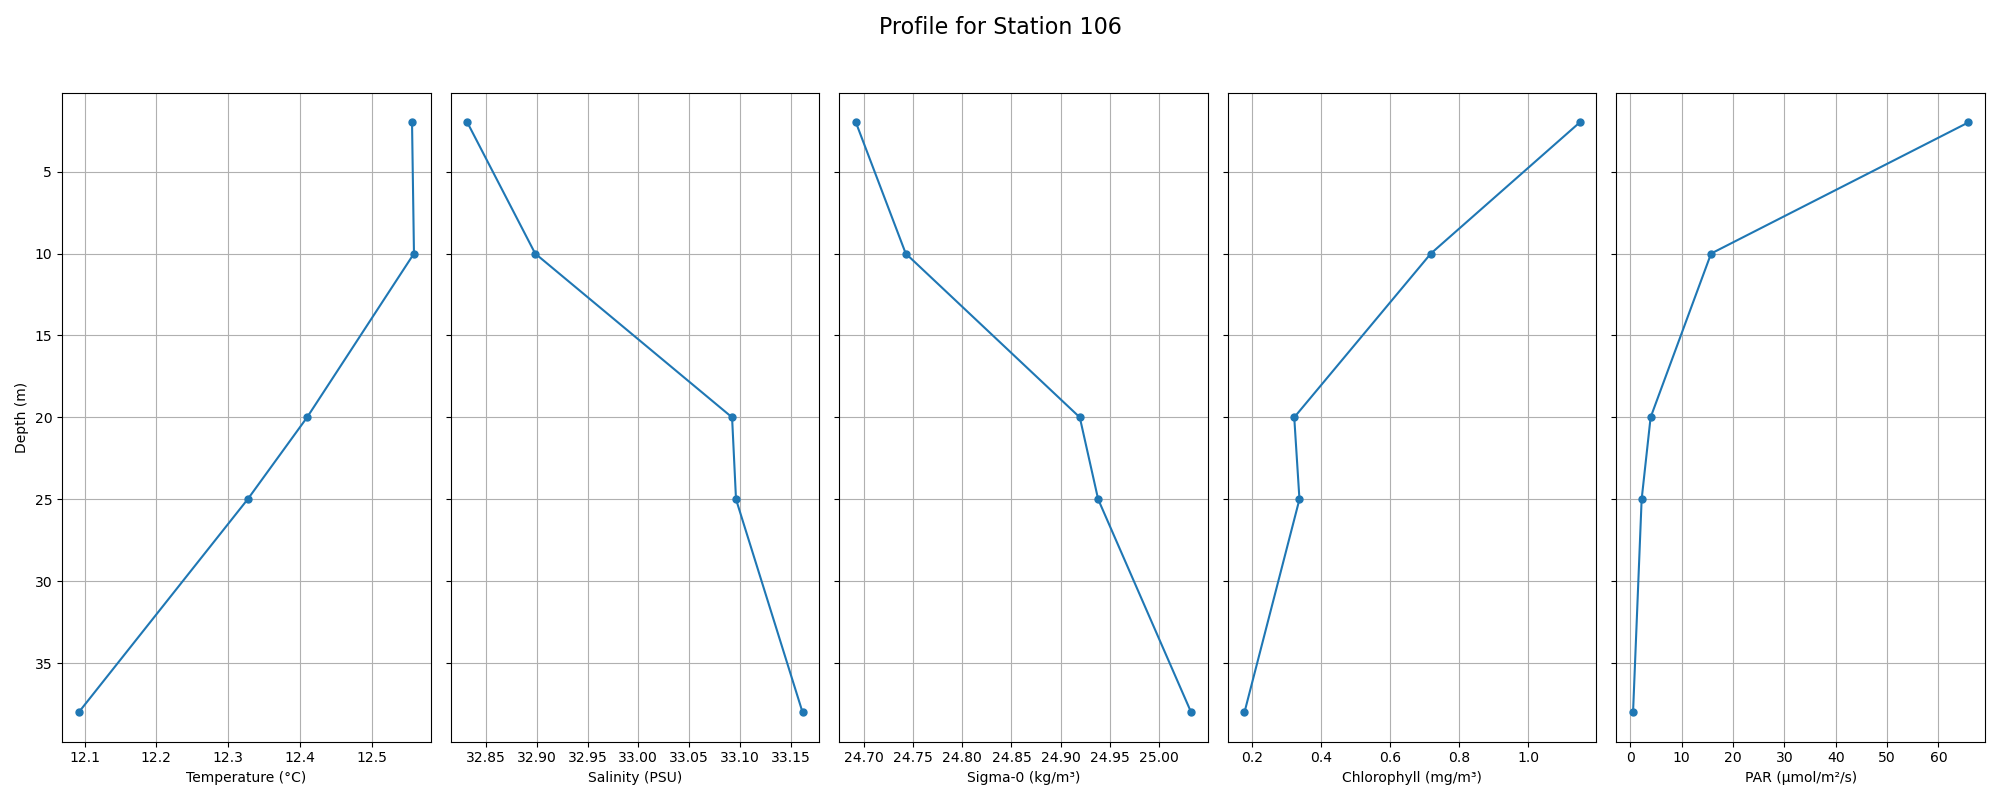 Profile for Station 106
Depth (m)
5
10
15
20
25
30
35
12.1 12.2 12.3 12.4 12.5
Temperature (°C)
32.85 32.90 32.95 33.00 33.05 33.10 33.15
Salinity (PSU)
24.70 24.75 24.80 24.85 24.90 24.95 25.00
Sigma-0 (kg/m³)
0.2 0.4 0.6 0.8 1.0
Chlorophyll (mg/m³)
0 10 20 30 40 50 60
PAR (µmol/m²/s)